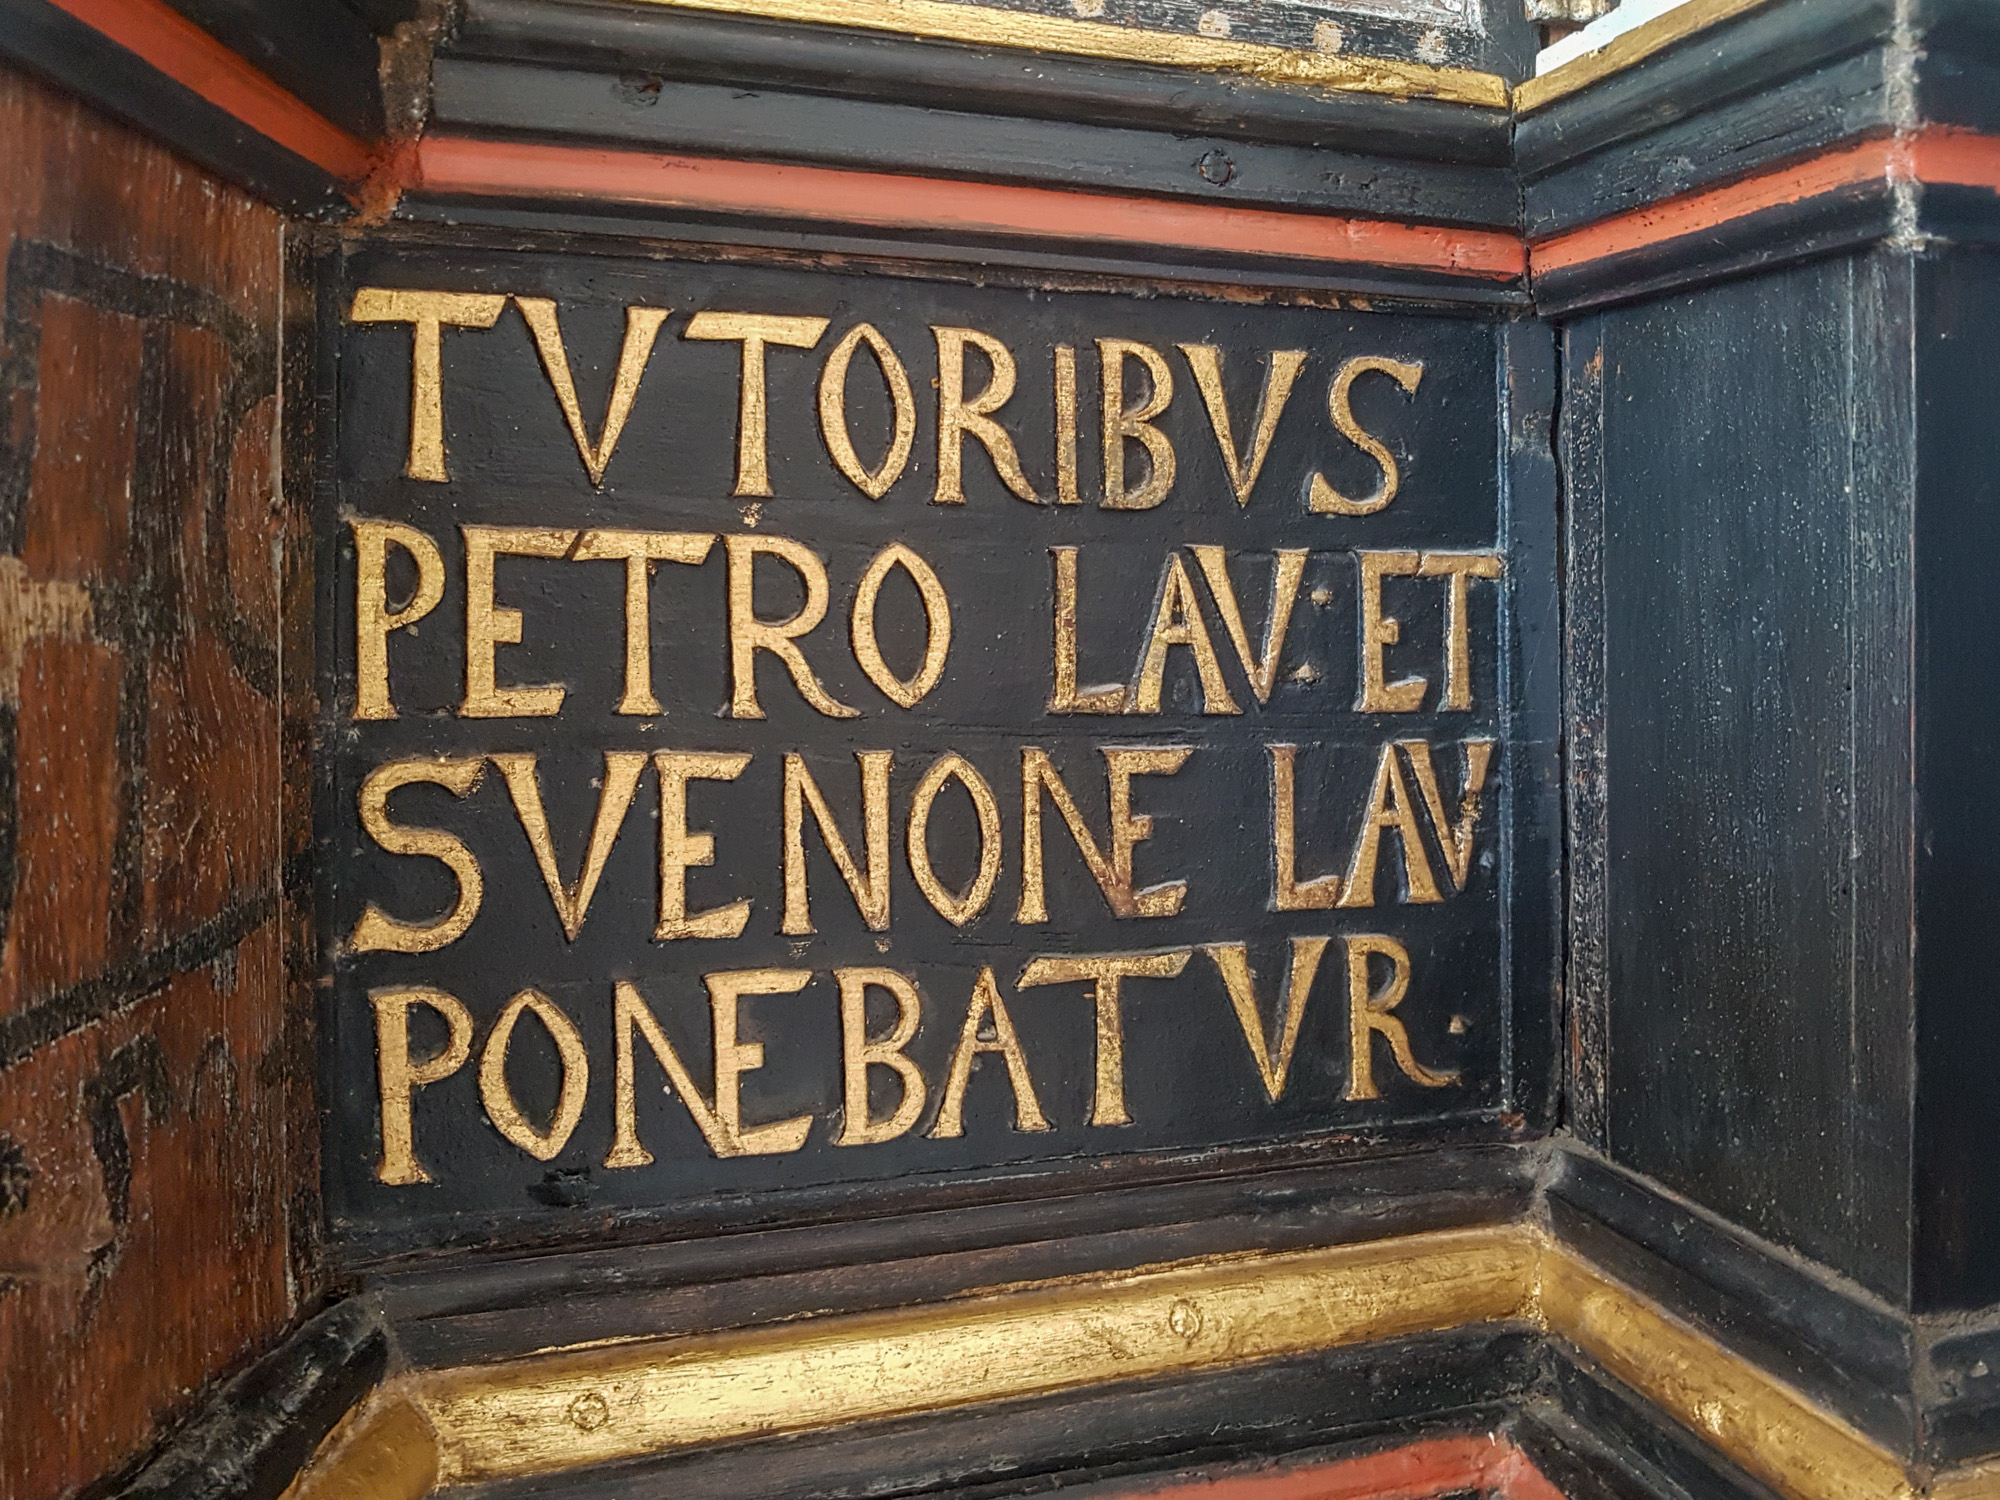 TVTORIBVS
PETRO LAV: ET
SVENONE LAV
PONEBATVR.